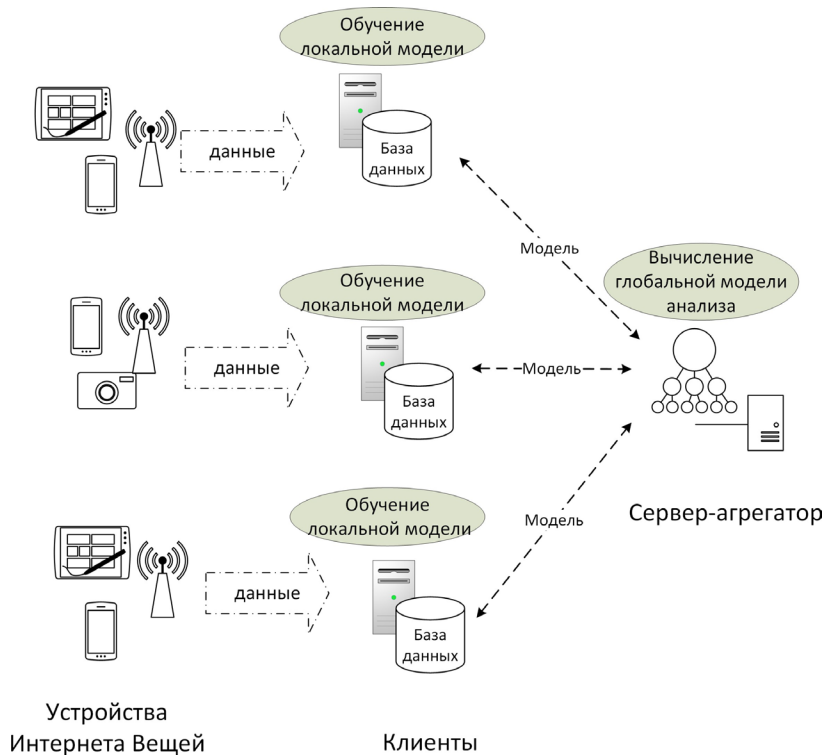 Обучение
локальной модели
данные
База
данных
Модель
Обучение
локальной модели
данные
База
данных
Модель
Вычисление
глобальной модели
анализа
Сервер-агрегатор
Обучение
локальной модели
данные
База
данных
Модель
Устройства
Интернета Вещей
Клиенты